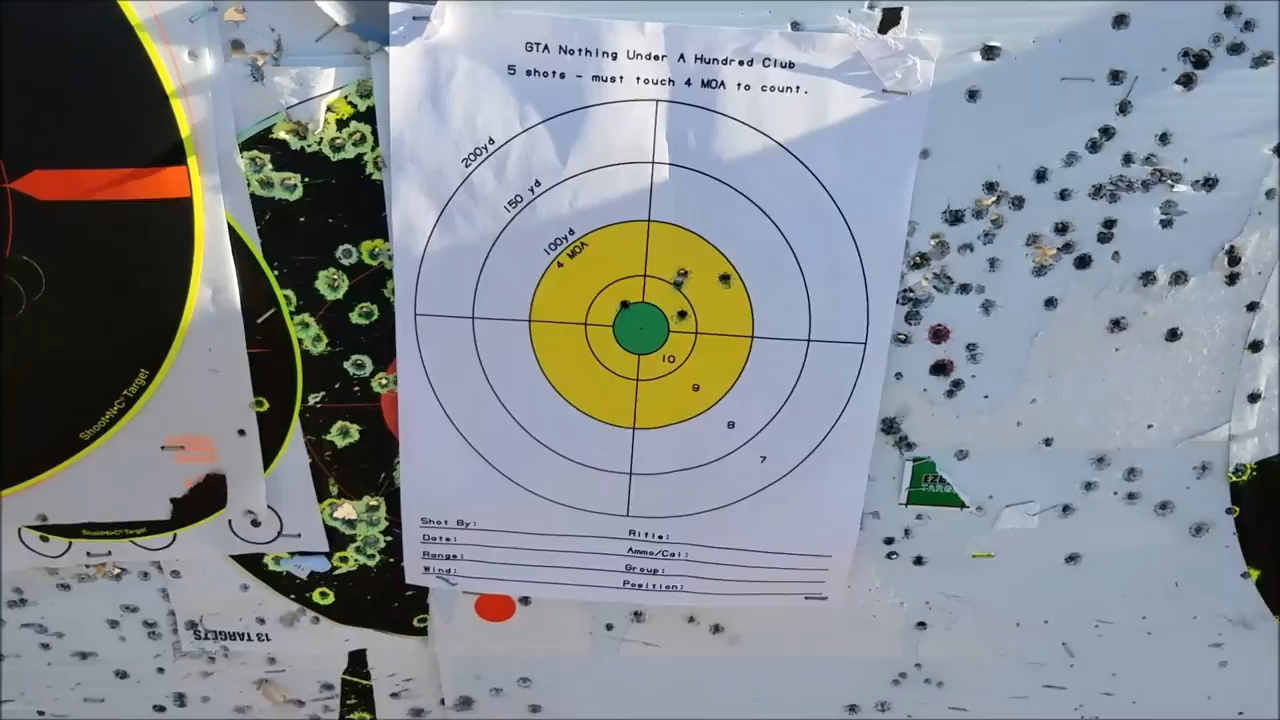 GTA Nothing Under A Hundred Club
5 shots - must touch 4 MOA to count.
200yd
150 yd
100yd
4 MOA
10
9
8
7
Shot By:
Rifle:
Date:
Ammo/Cal:
Range:
Group:
Wind:
Position:
Shoot•N•C® Target
Shoot•N•C® Target
13 TARGETS